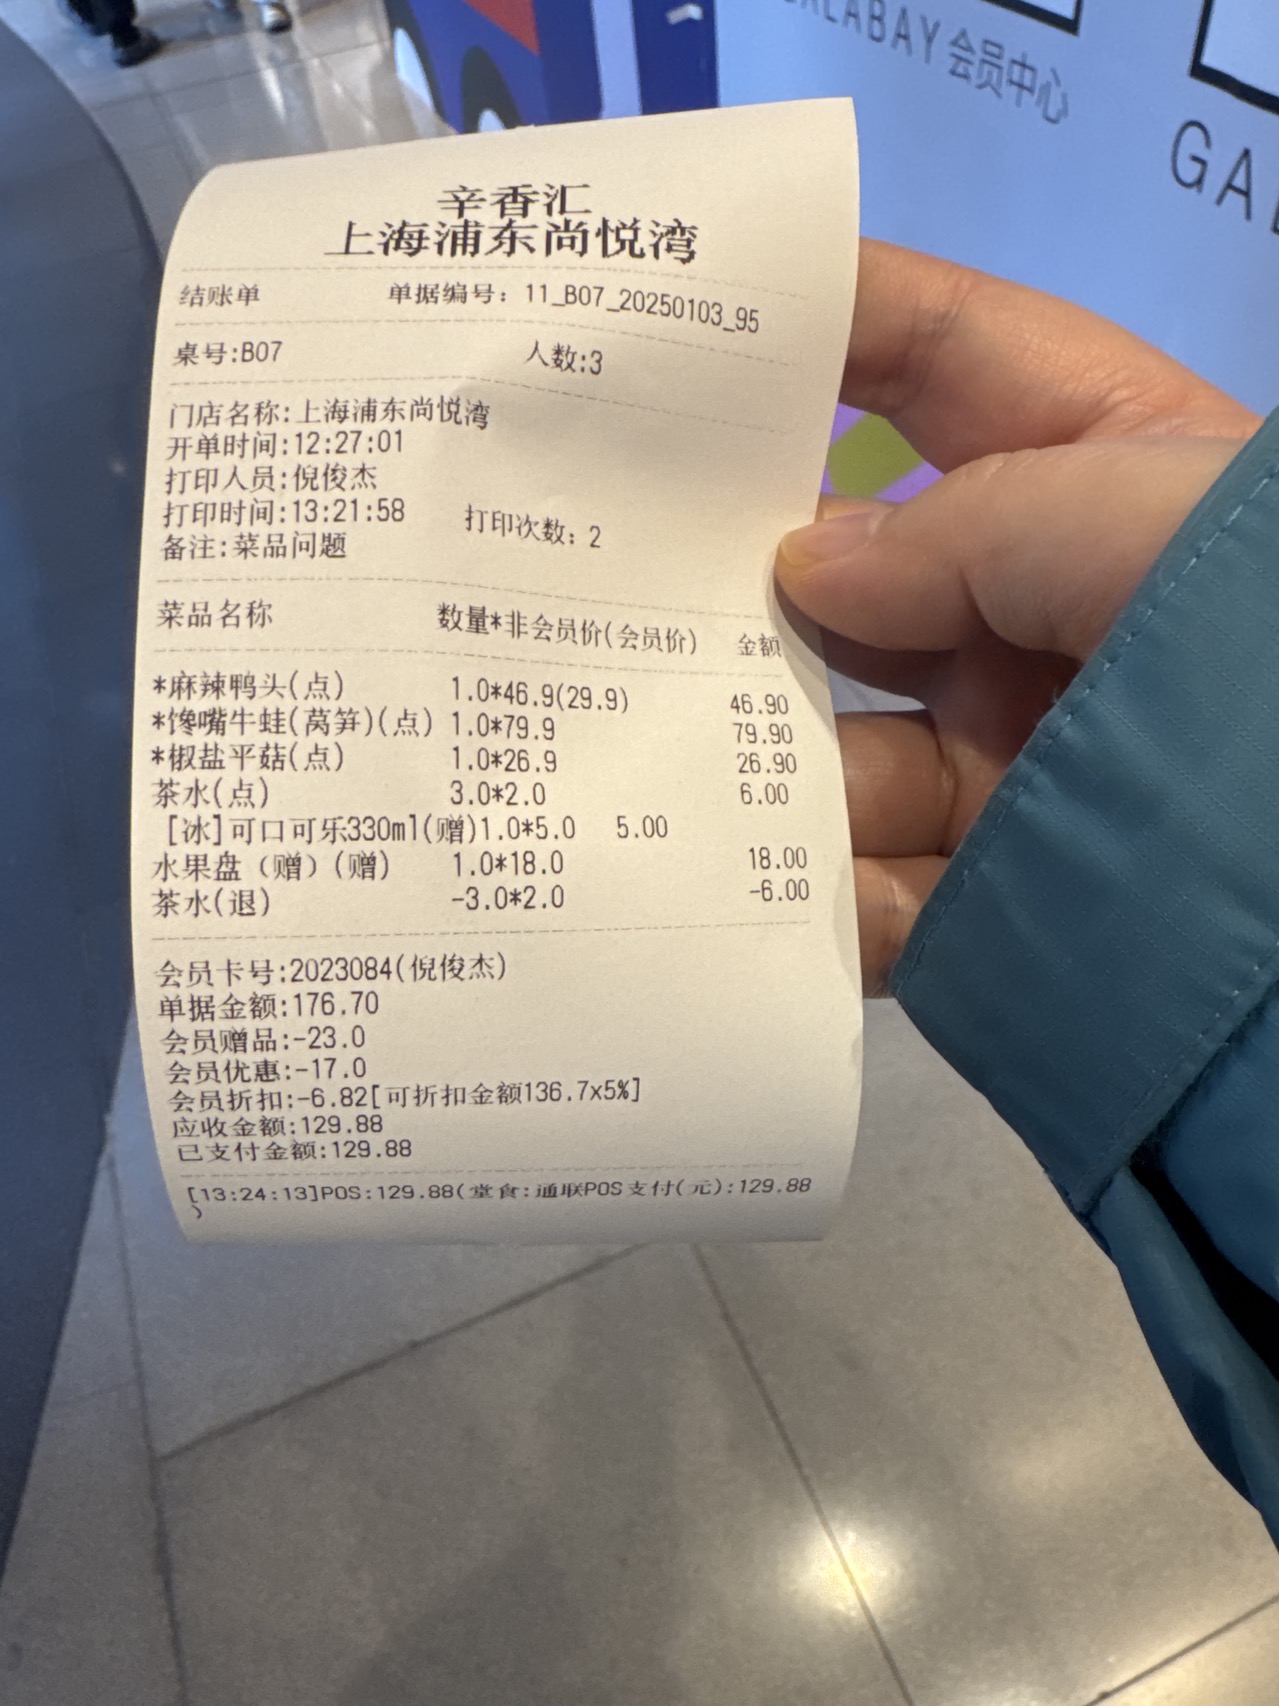 GALABAY会员中心
GA
辛香汇
上海浦东尚悦湾
结账单 单据编号：11_B07_20250103_95
桌号:B07 人数:3
门店名称:上海浦东尚悦湾
开单时间:12:27:01
打印人员:倪俊杰
打印时间:13:21:58 打印次数：2
备注:菜品问题
菜品名称 数量*非会员价(会员价) 金额
*麻辣鸭头(点) 1.0*46.9(29.9) 46.90
*馋嘴牛蛙(莴笋)(点) 1.0*79.9 79.90
*椒盐平菇(点) 1.0*26.9 26.90
茶水(点) 3.0*2.0 6.00
[冰]可口可乐330ml(赠)1.0*5.0 5.00
水果盘（赠）(赠) 1.0*18.0 18.00
茶水(退) -3.0*2.0 -6.00
会员卡号:2023084(倪俊杰)
单据金额:176.70
会员赠品:-23.0
会员优惠:-17.0
会员折扣:-6.82[可折扣金额136.7x5%]
应收金额:129.88
已支付金额:129.88
[13:24:13]POS:129.88(堂食:通联POS支付(元):129.88
)